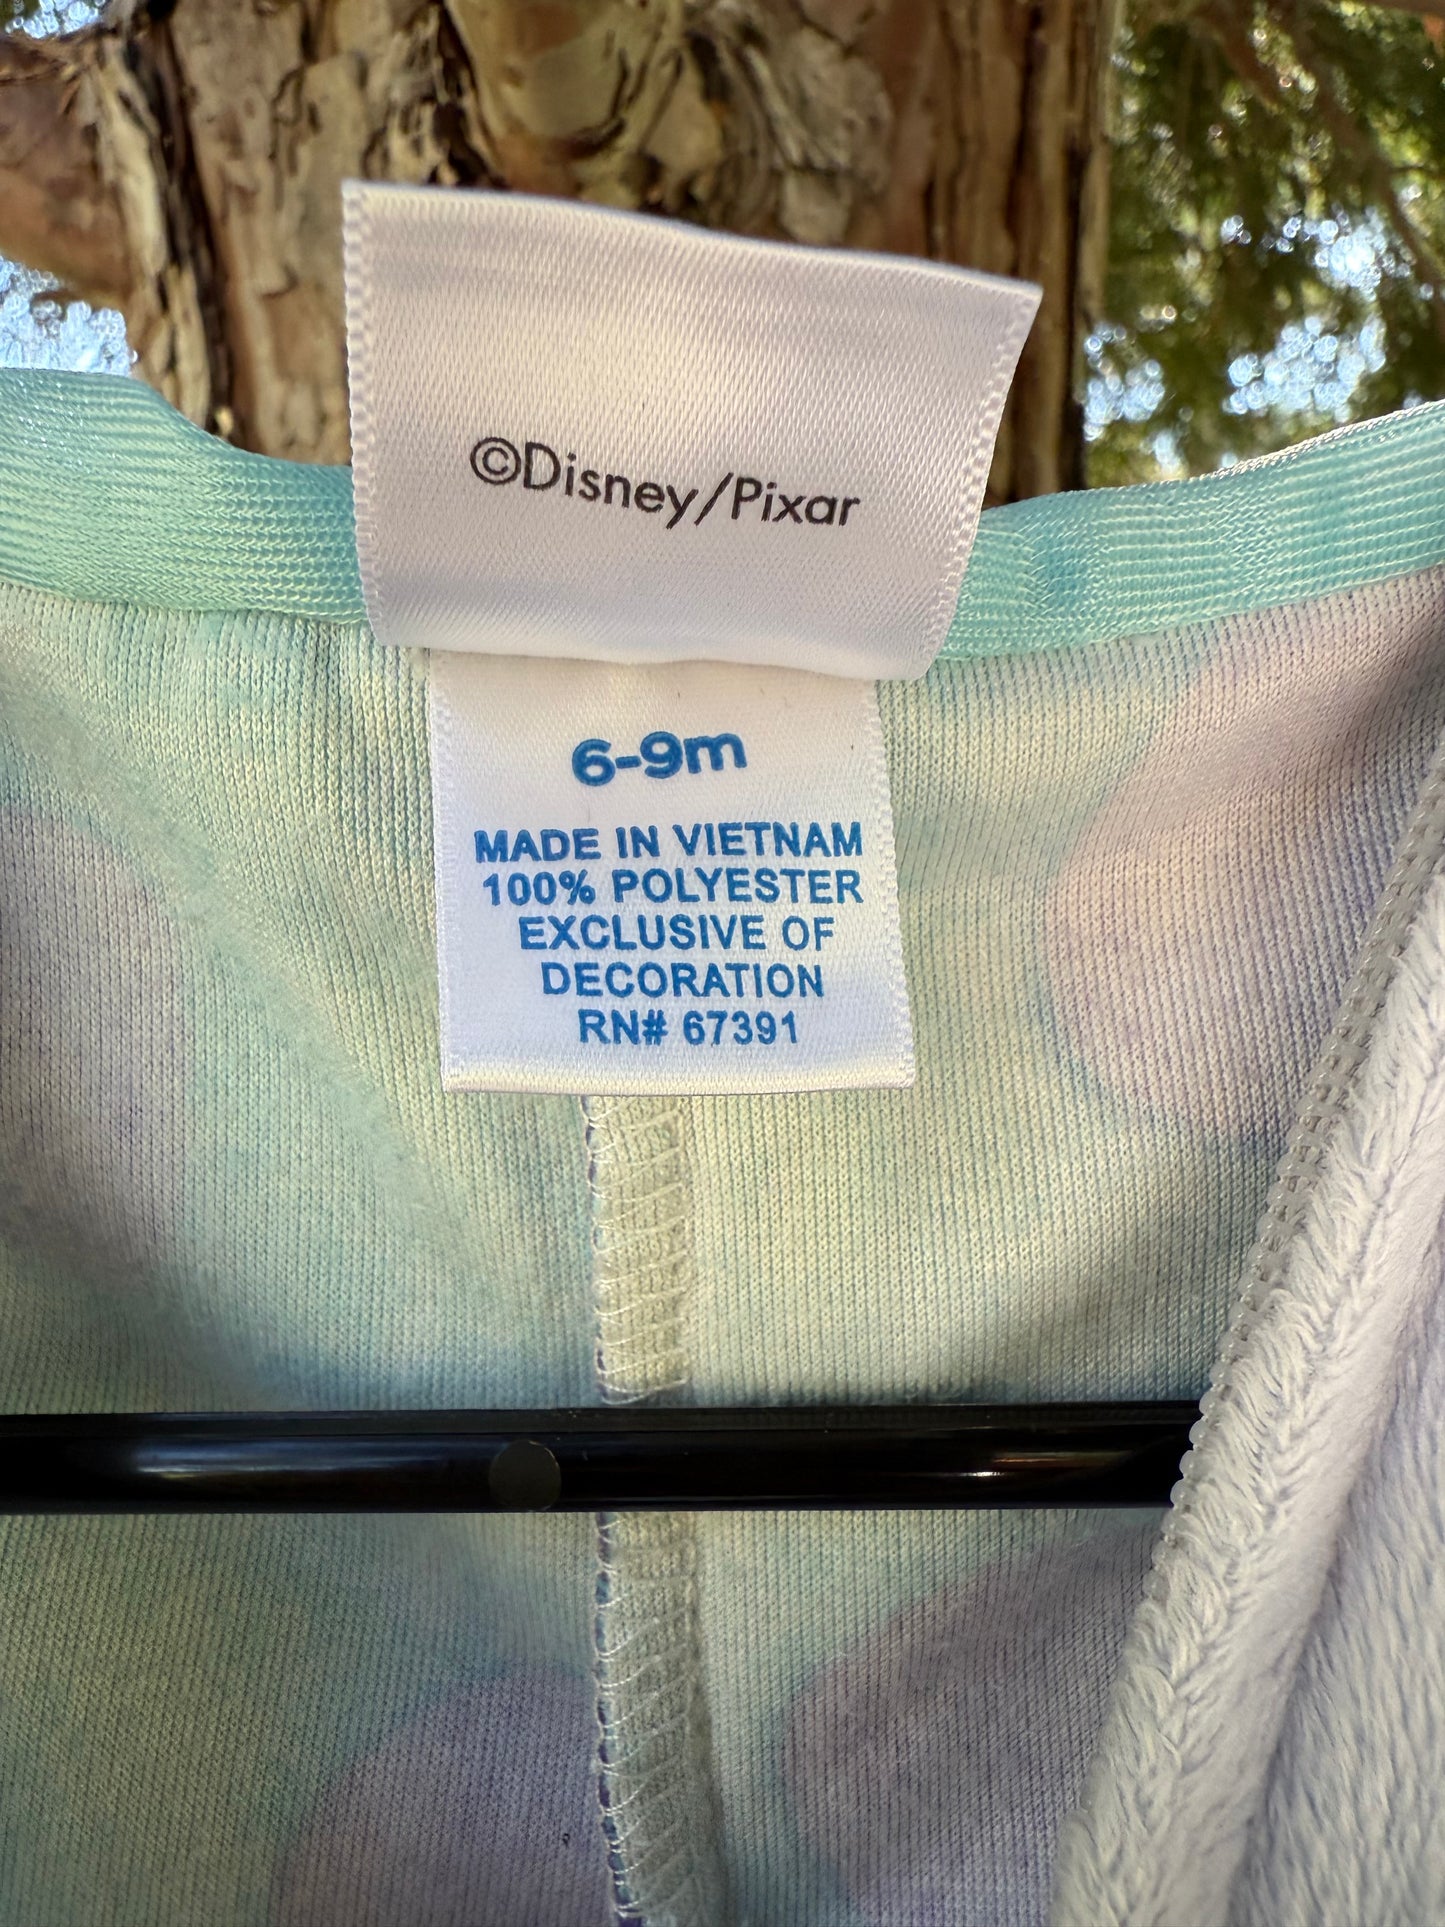 ©Disney/Pixar
6-9m
MADE IN VIETNAM
100% POLYESTER
EXCLUSIVE OF
DECORATION
RN# 67391